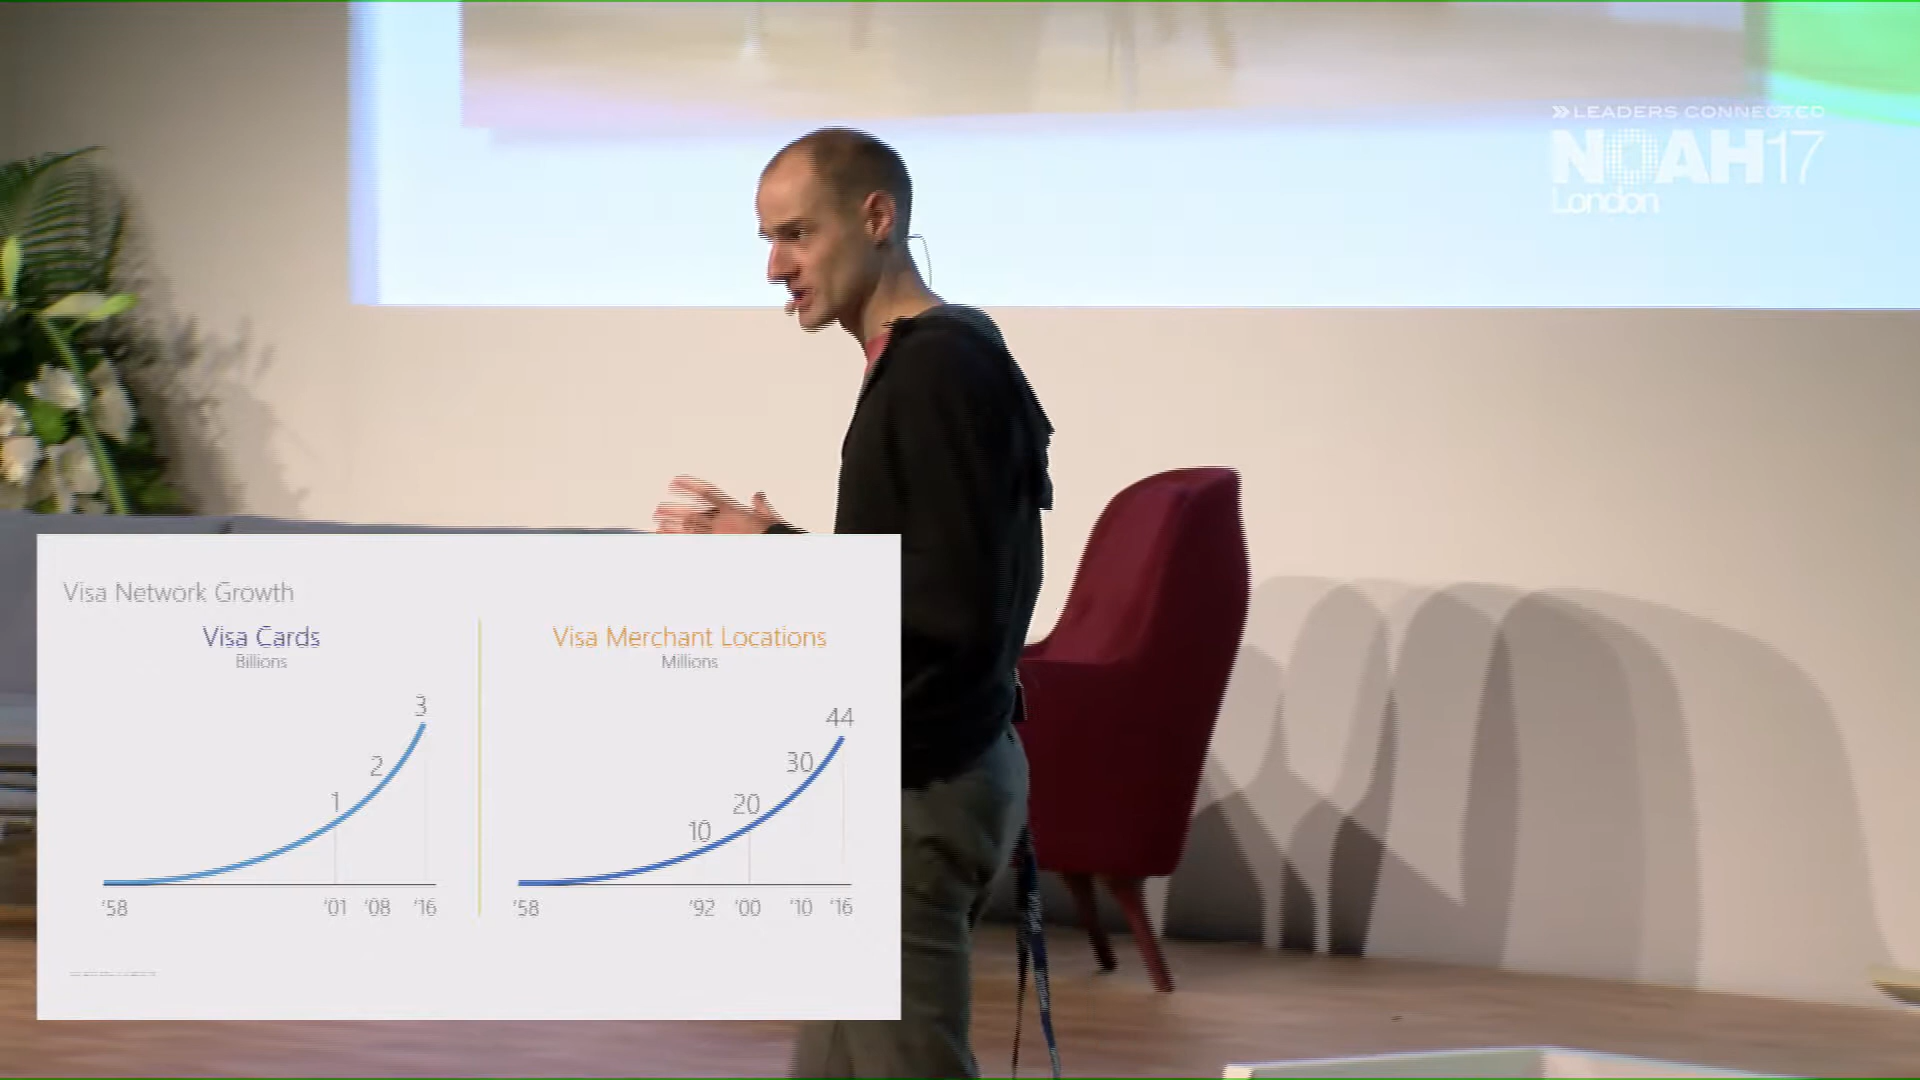 LEADERS CONNECTED
NOAH17
London
Visa Network Growth
Visa Cards
Billions
3
2
1
'58 '01 '08 '16
Visa Merchant Locations
Millions
44
30
20
10
'58 '92 '00 '10 '16